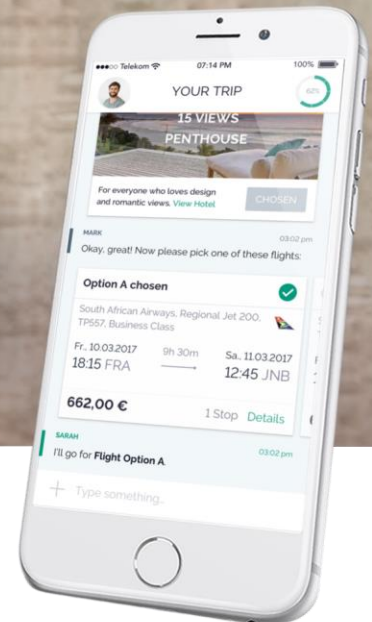 Telekom 07:14 PM 100%
YOUR TRIP 62%
15 VIEWS
PENTHOUSE
For everyone who loves design
and romantic views. View Hotel
CHOSEN
MARK 03:02 pm
Okay, great! Now please pick one of these flights:
Option A chosen
South African Airways, Regional Jet 200,
TP557, Business Class
Fr., 10.03.2017 9h 30m Sa., 11.03.2017
18:15 FRA 12:45 JNB
662,00 € 1 Stop Details
SARAH 03:02 pm
I'll go for Flight Option A.
Type something...